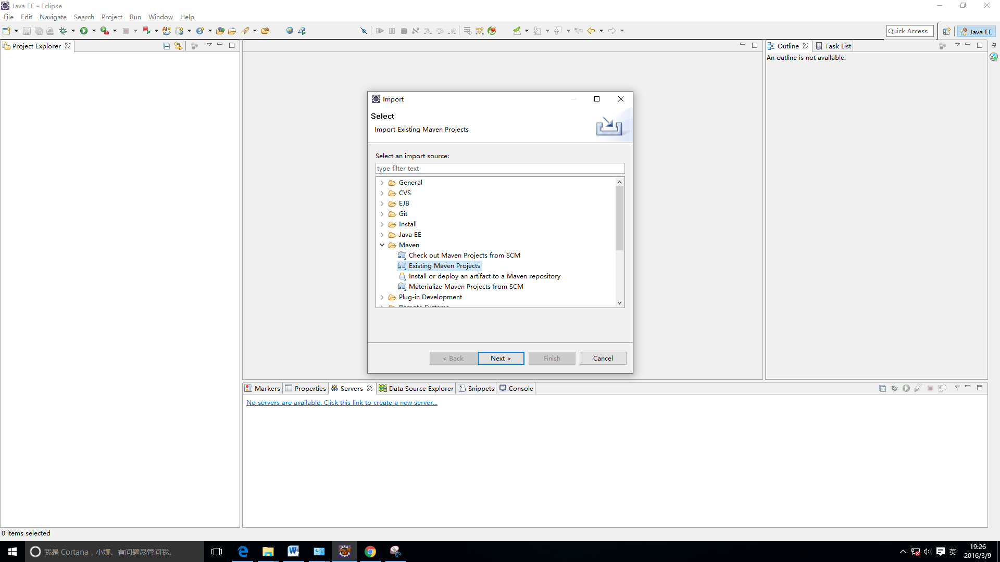 Java EE - Eclipse
File Edit Navigate Search Project Run Window Help
Quick Access
Java EE
Project Explorer
Outline
Task List
An outline is not available.
Import
Select
Import Existing Maven Projects
Select an import source:
type filter text
General
CVS
EJB
Git
Install
Java EE
Maven
Check out Maven Projects from SCM
Existing Maven Projects
Install or deploy an artifact to a Maven repository
Materialize Maven Projects from SCM
Plug-in Development
Remote Systems
< Back
Next >
Finish
Cancel
Markers
Properties
Servers
Data Source Explorer
Snippets
Console
No servers are available. Click this link to create a new server...
0 items selected
我是 Cortana，小娜。有问题尽管问我。
英
19:26
2016/3/9